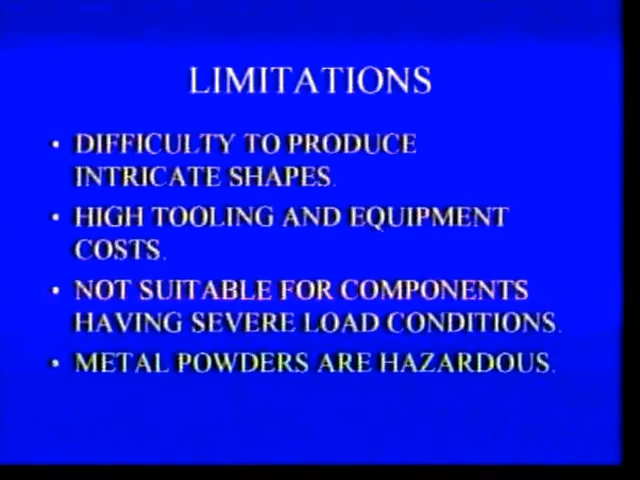 LIMITATIONS
• DIFFICULTY TO PRODUCE
INTRICATE SHAPES.
• HIGH TOOLING AND EQUIPMENT
COSTS.
• NOT SUITABLE FOR COMPONENTS
HAVING SEVERE LOAD CONDITIONS.
• METAL POWDERS ARE HAZARDOUS.